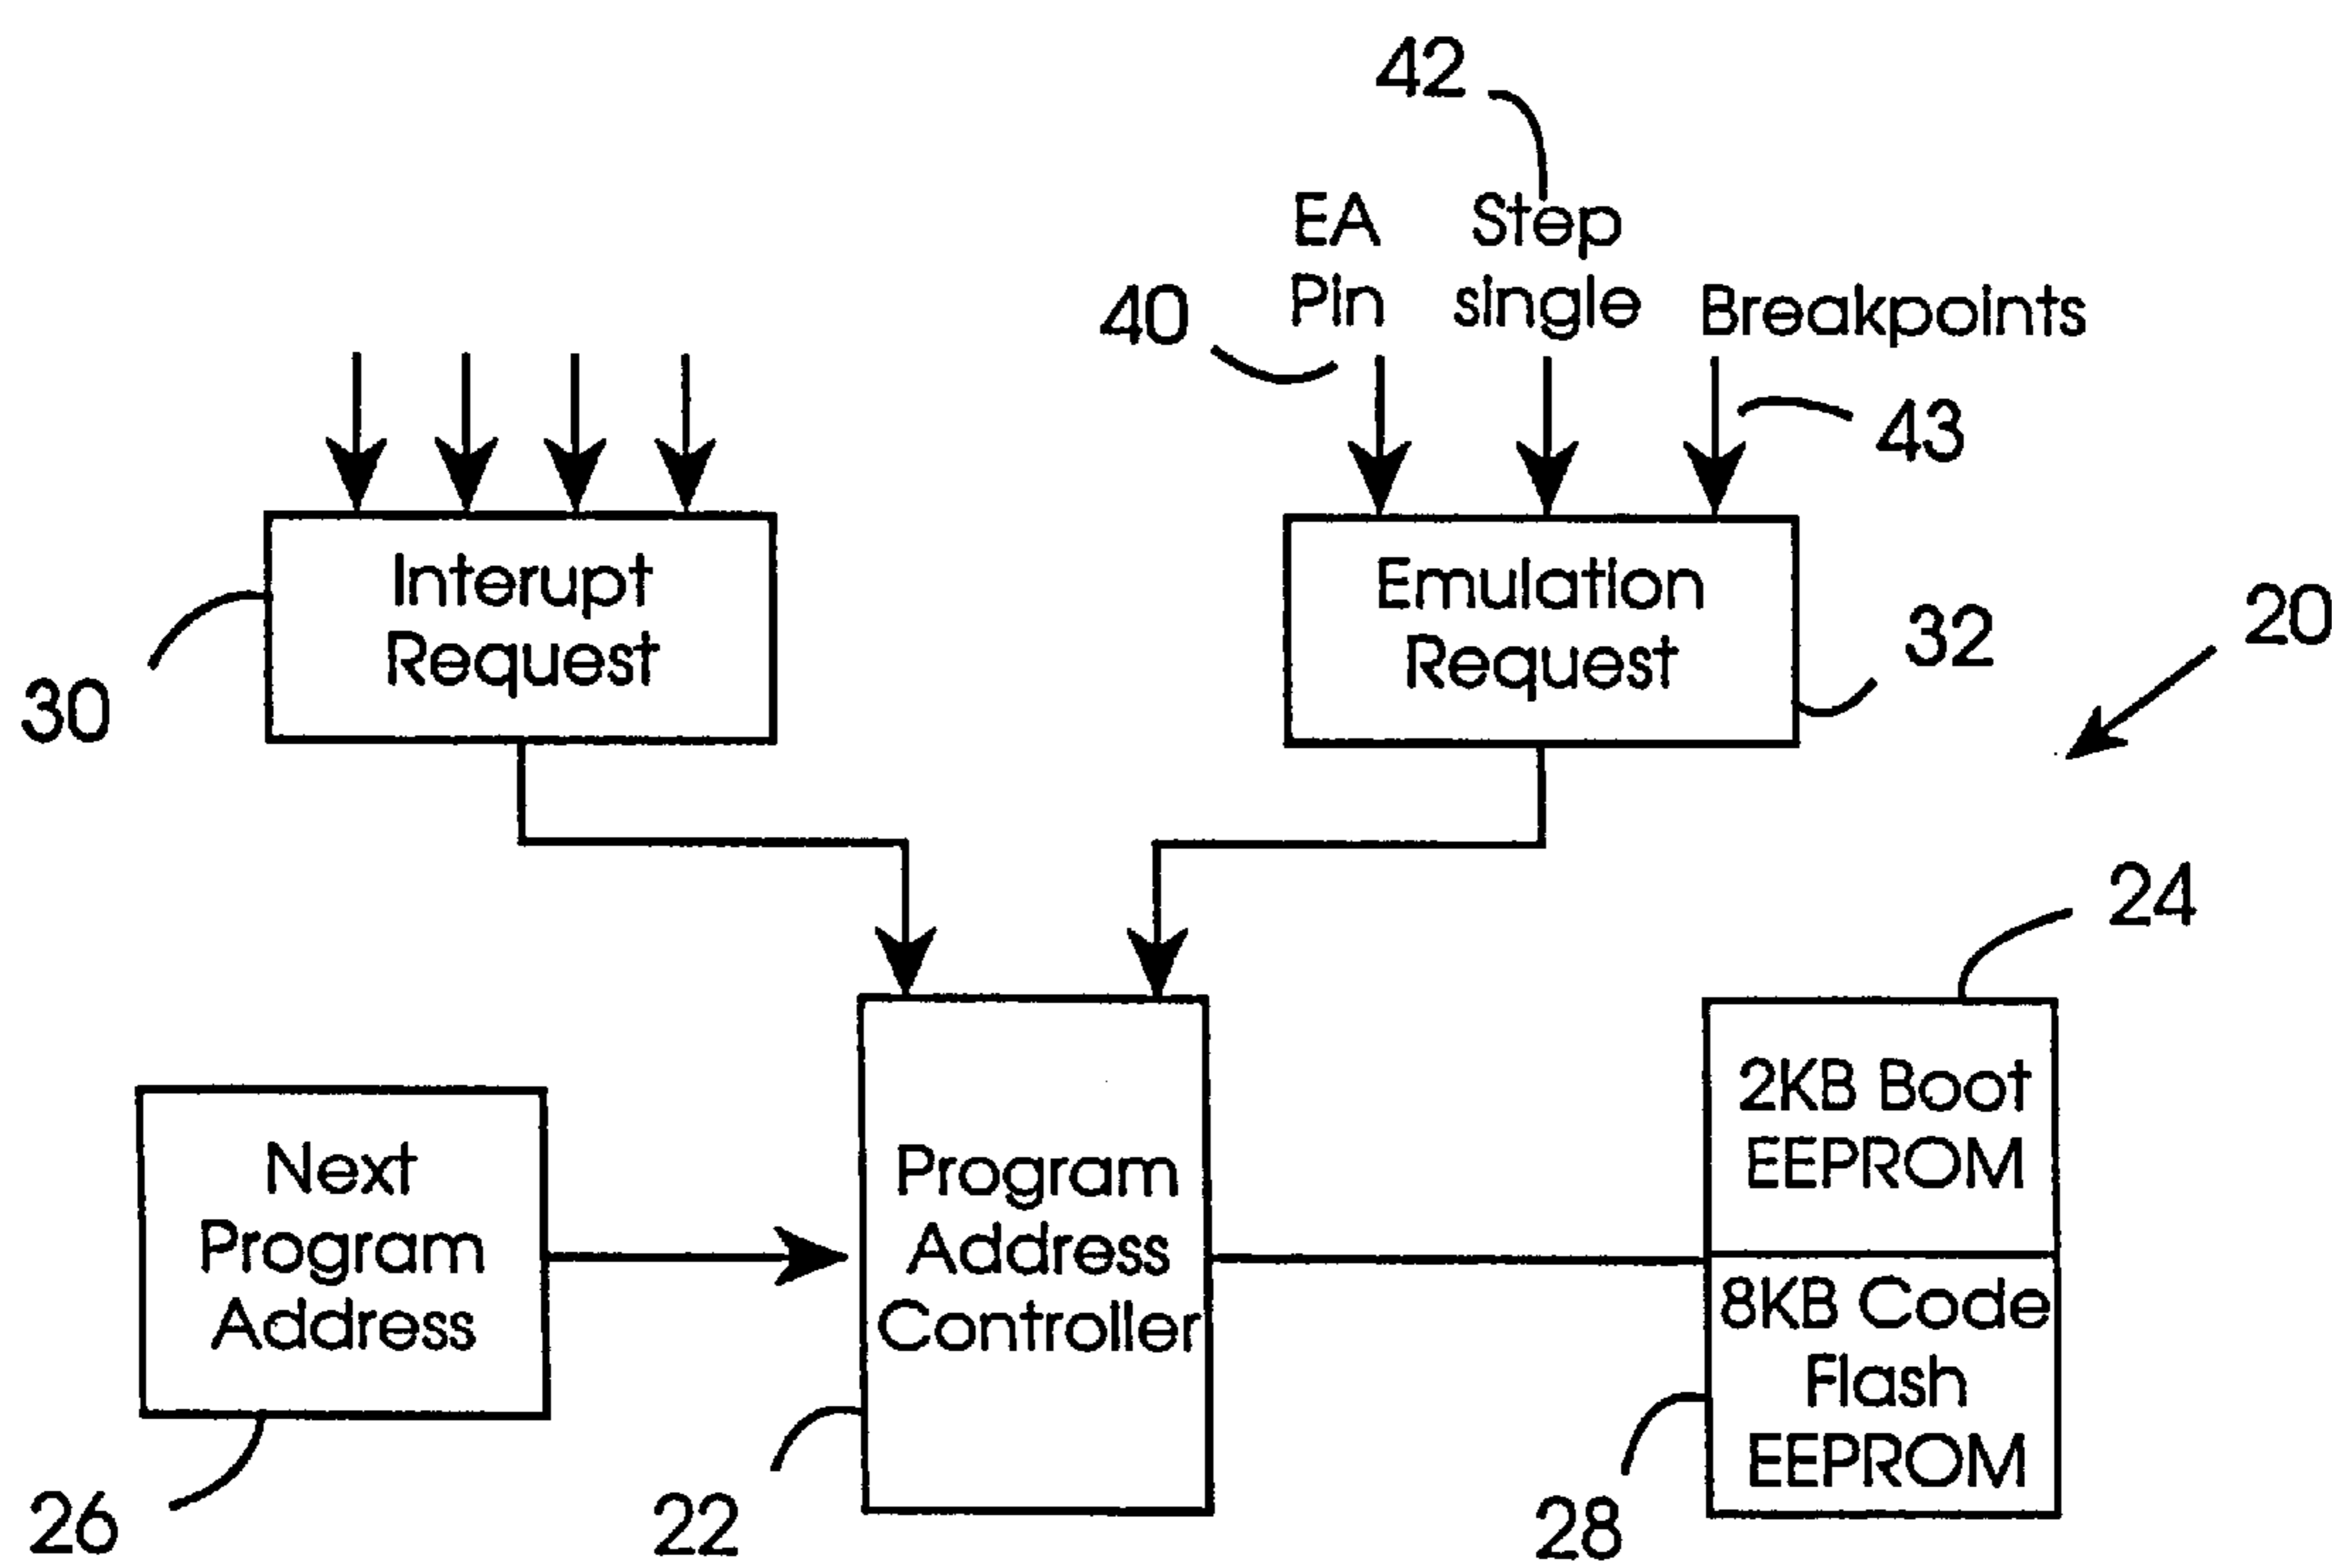 42
EA
Pin
Step
single
Breakpoints
40
43
Interupt
Request
30
Emulation
Request
32
20
24
2KB Boot
EEPROM
Next
Program
Address
26
Program
Address
Controller
22
8KB Code
Flash
EEPROM
28